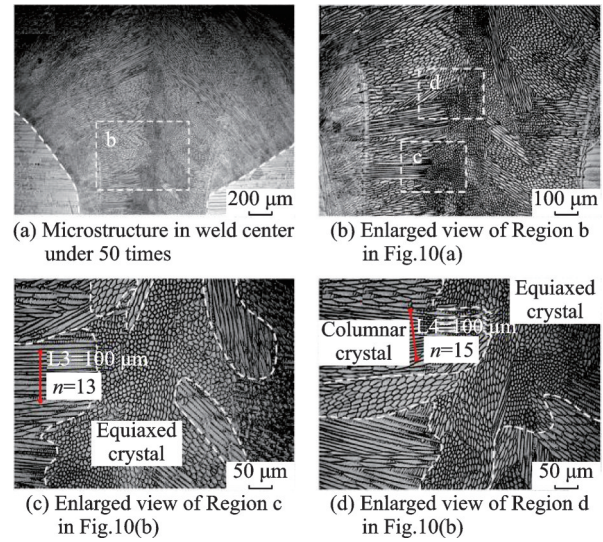 b
200 μm
(a) Microstructure in weld center
under 50 times
d
c
100 μm
(b) Enlarged view of Region b
in Fig.10(a)
L3=100 μm
n=13
Equiaxed
crystal
50 μm
(c) Enlarged view of Region c
in Fig.10(b)
Equiaxed
crystal
Columnar
crystal
L4=100 μm
n=15
50 μm
(d) Enlarged view of Region d
in Fig.10(b)